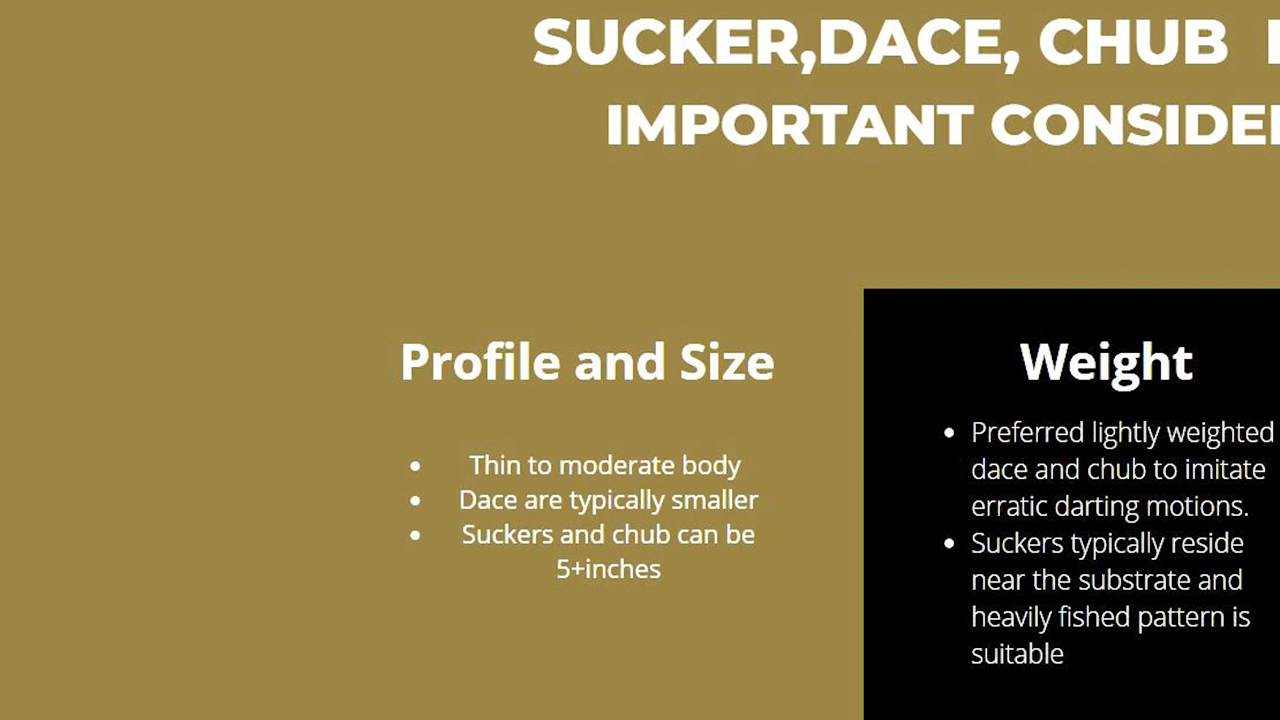 SUCKER,DACE, CHUB
IMPORTANT
Profile and Size
Thin to moderate body
Dace are typically smaller
Suckers and chub can be
5+inches
Weight
Preferred lightly weighted
dace and chub to imitate
erratic darting motions.
Suckers typically reside
near the substrate and
heavily fished pattern is
suitable